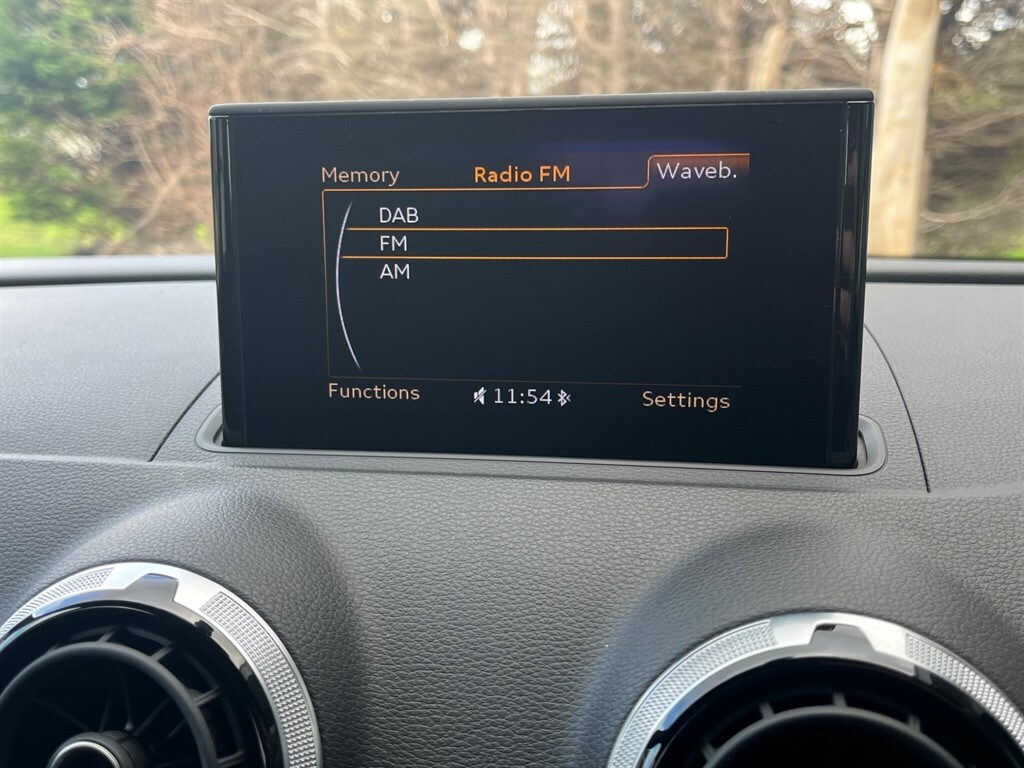 Memory Radio FM Waveb.
DAB
FM
AM
Functions 11:54 Settings